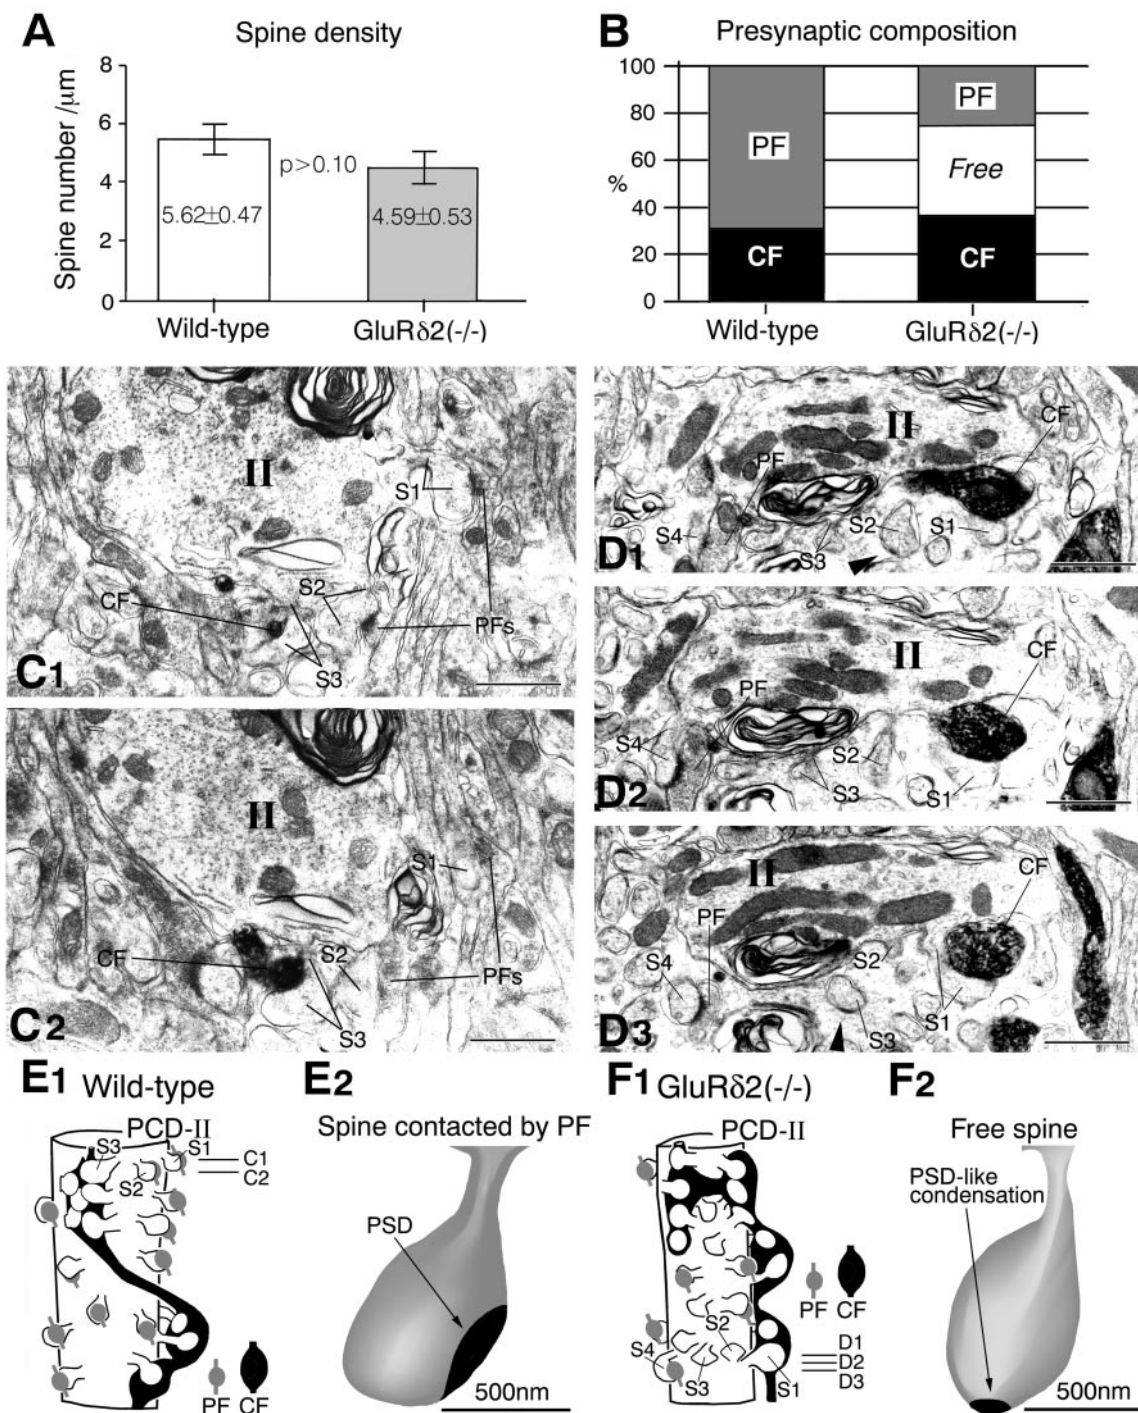 A
Spine density
Spine number /μm
8
6
4
2
0
p>0.10
5.62±0.47
4.59±0.53
Wild-type
GluRδ2(-/-)
B
Presynaptic composition
100
80
60
40
20
0
%
PF
CF
PF
Free
CF
Wild-type
GluRδ2(-/-)
II
S1
S2
CF
PFs
S3
C1
II
S1
S2
CF
PFs
S3
C2
II
CF
PF
S4
S2
S1
S3
D1
II
CF
PF
S4
S2
S3
S1
D2
II
CF
PF
S4
S2
S1
S3
D3
E1 Wild-type
PCD-II
S3
S1
S2
C1
C2
PF CF
E2
Spine contacted by PF
PSD
500nm
F1 GluRδ2(-/-)
PCD-II
PF CF
S2
S4
S3
S1
D1
D2
D3
F2
Free spine
PSD-like
condensation
500nm